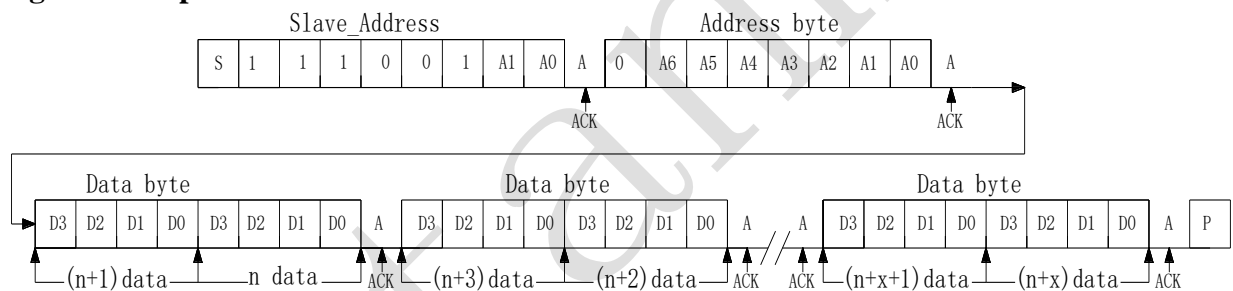 Slave_Address Address byte
S 1 1 1 0 0 1 A1 A0 A 0 A6 A5 A4 A3 A2 A1 A0 A
ACK ACK
Data byte Data byte Data byte
D3 D2 D1 D0 D3 D2 D1 D0 A D3 D2 D1 D0 D3 D2 D1 D0 A // A D3 D2 D1 D0 D3 D2 D1 D0 A P
(n+1)data n data ACK (n+3)data (n+2)data ACK ACK (n+x+1)data (n+x)data ACK